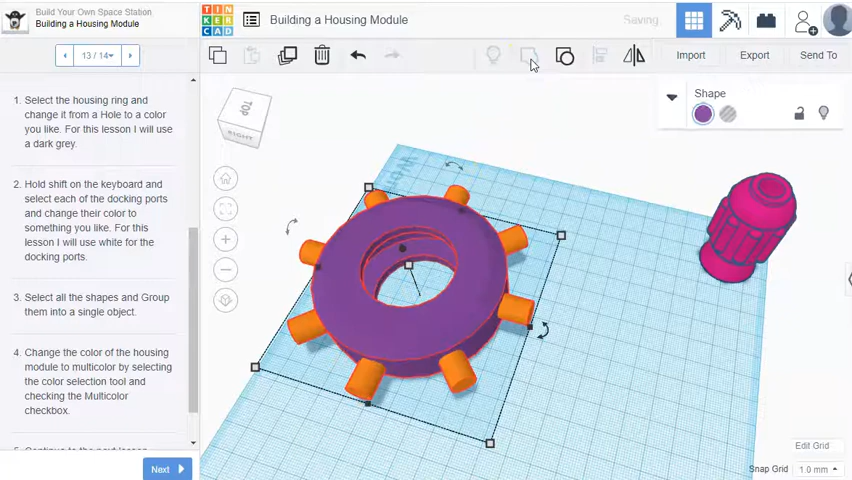 Build Your Own Space Station
Building a Housing Module
TIN
KER
CAD
Building a Housing Module
Saving
13 / 14
Import
Export
Send To
1. Select the housing ring and
change it from a Hole to a color
you like. For this lesson I will use
a dark grey.
2. Hold shift on the keyboard and
select each of the docking ports
and change their color to
something you like. For this
lesson I will use white for the
docking ports.
3. Select all the shapes and Group
them into a single object.
4. Change the color of the housing
module to multicolor by selecting
the color selection tool and
checking the Multicolor
checkbox.
Next
TOP
RIGHT
Shape
Edit Grid
Snap Grid
1.0 mm